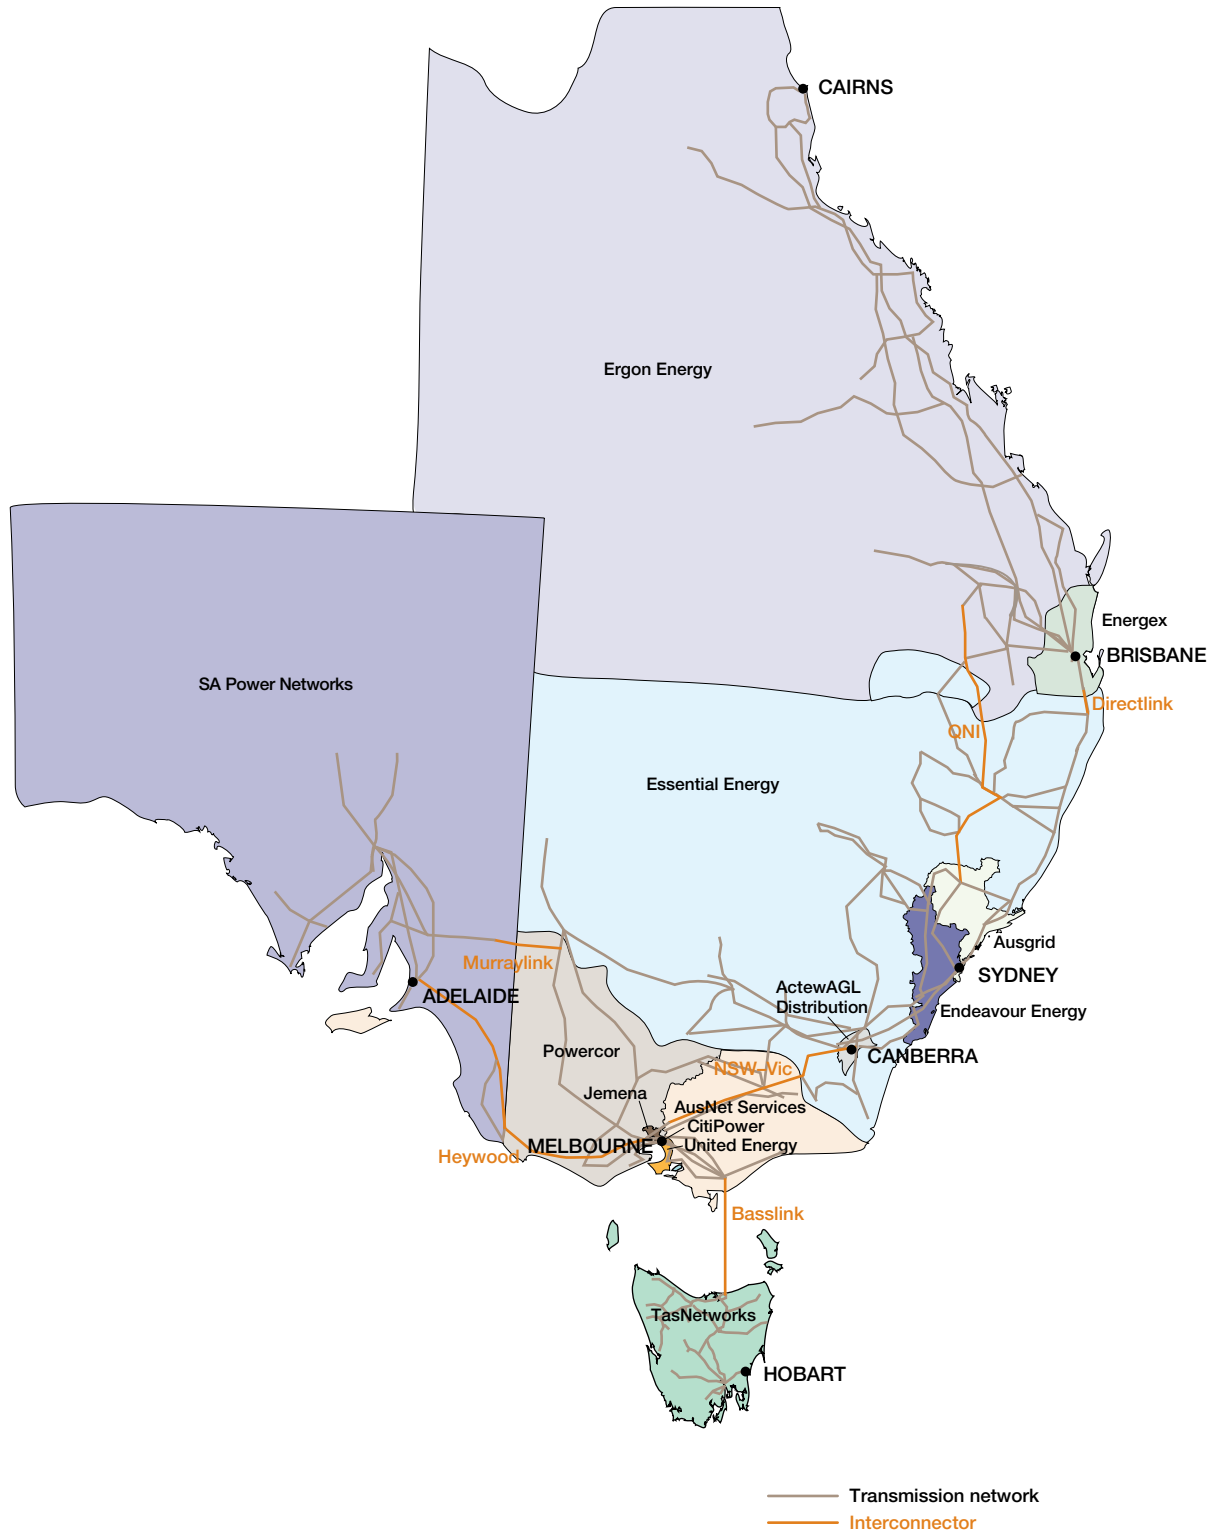 CAIRNS
Ergon Energy
Energex
BRISBANE
SA Power Networks
Directlink
QNI
Essential Energy
Ausgrid
Murraylink
SYDNEY
ActewAGL
Distribution
ADELAIDE
Endeavour Energy
Powercor
CANBERRA
NSW–Vic
Jemena
AusNet Services
CitiPower
MELBOURNE
United Energy
Heywood
Basslink
TasNetworks
HOBART
Transmission network
Interconnector